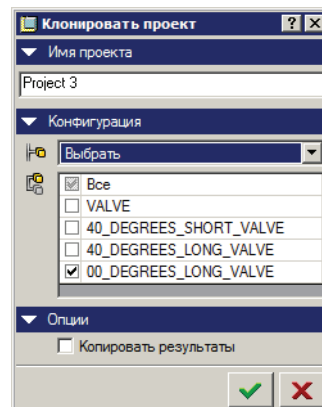 Клонировать проект
Имя проекта
Project 3
Конфигурация
Выбрать
Все
VALVE
40_DEGREES_SHORT_VALVE
40_DEGREES_LONG_VALVE
00_DEGREES_LONG_VALVE
Опции
Копировать результаты